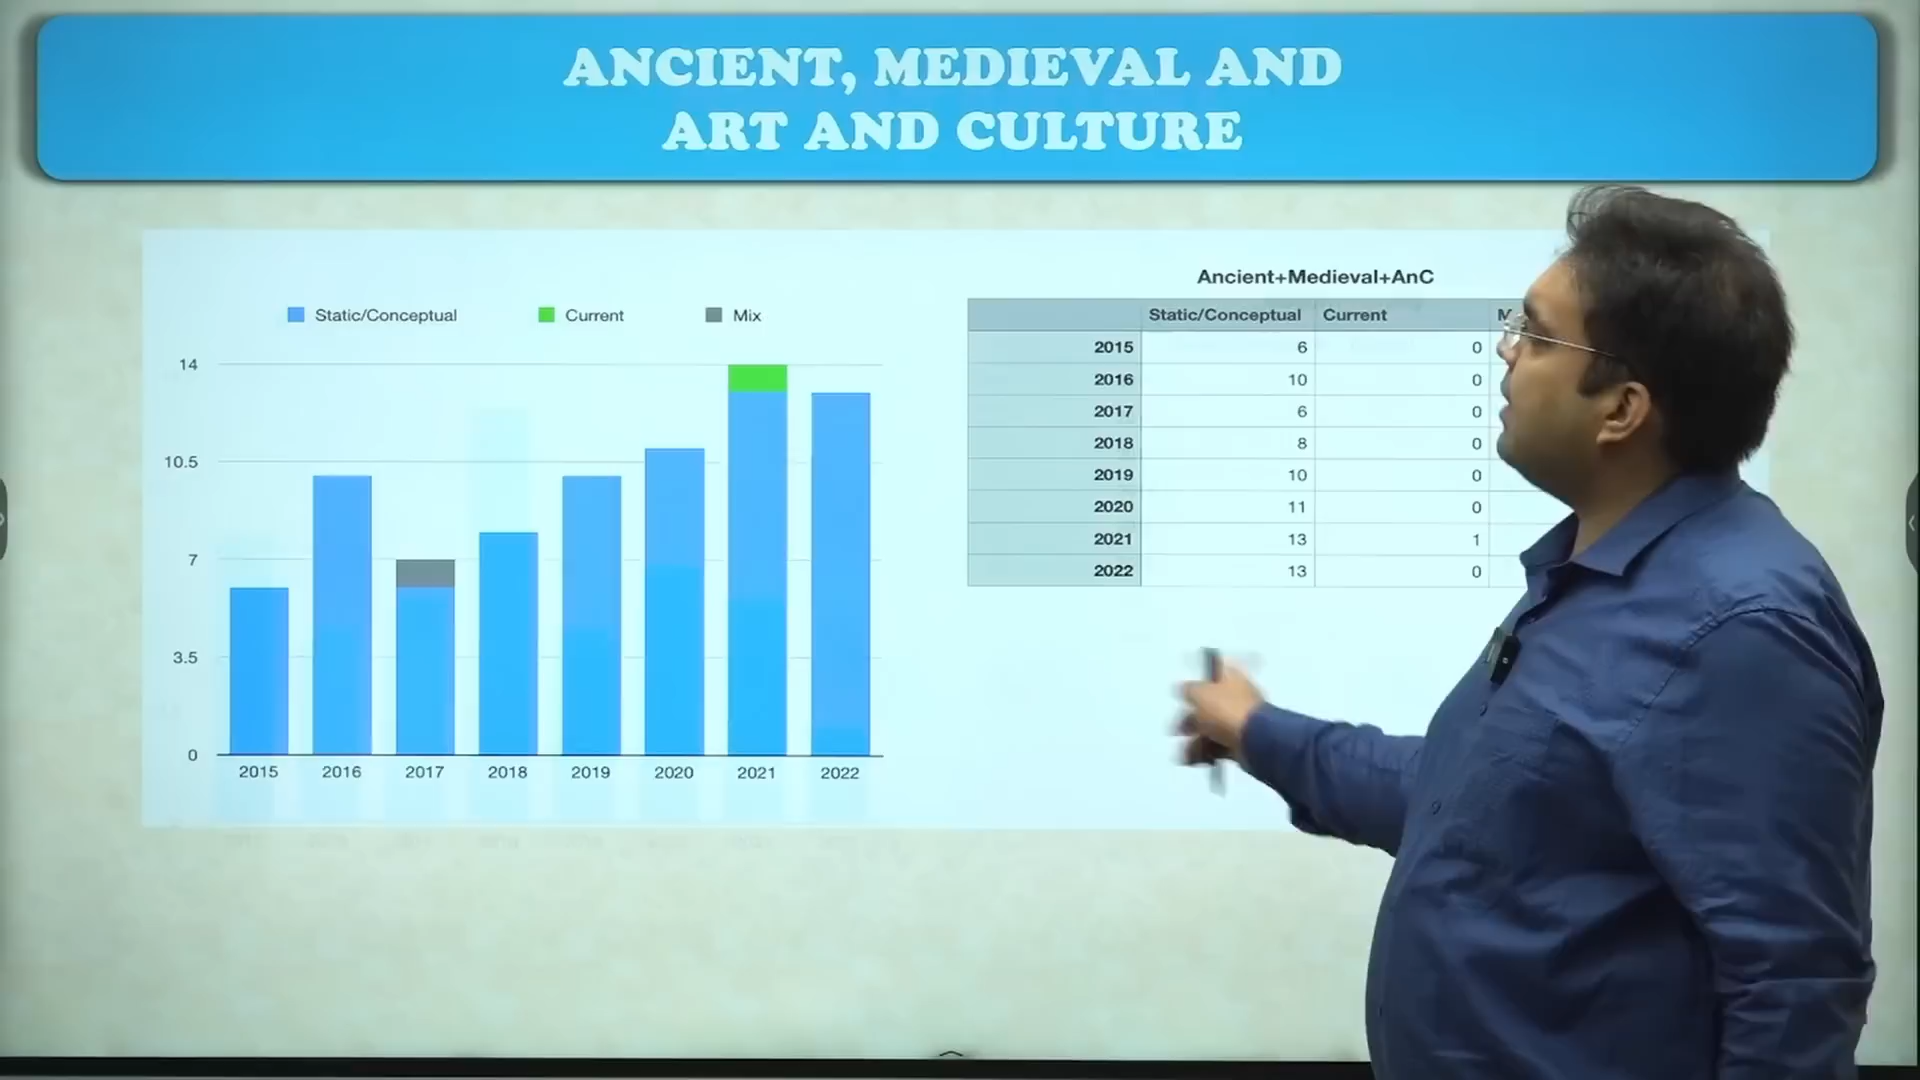 ANCIENT, MEDIEVAL AND
ART AND CULTURE
Static/Conceptual Current Mix
14
10.5
7
3.5
0
2015 2016 2017 2018 2019 2020 2021 2022
Ancient+Medieval+AnC
Static/Conceptual Current
2015 6 0
2016 10 0
2017 6 0
2018 8 0
2019 10 0
2020 11 0
2021 13 1
2022 13 0